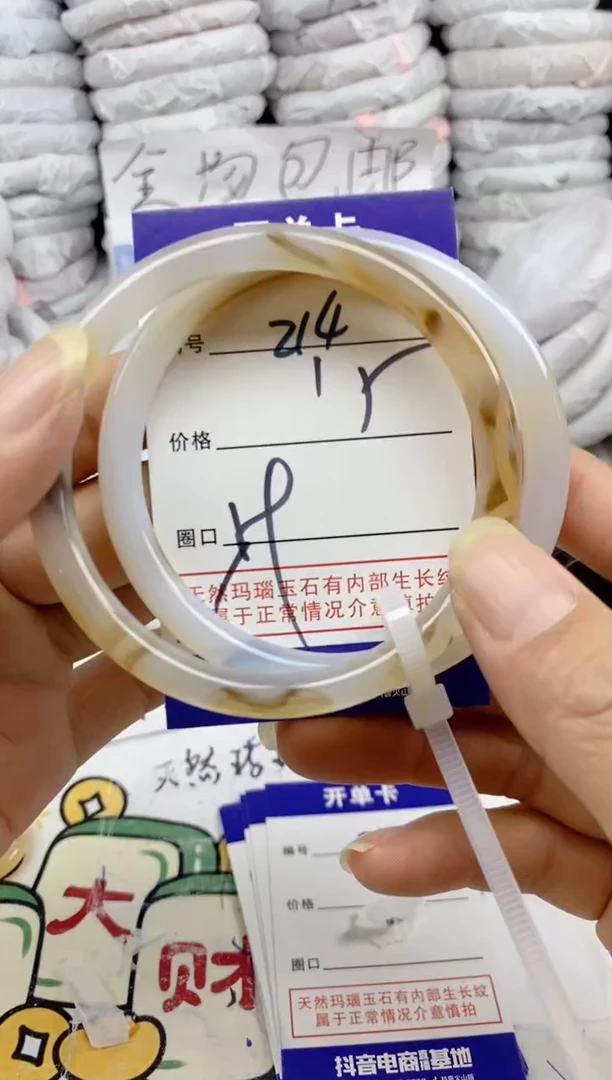 全场包邮
开单卡
号 214
价格
圈口
天然玛瑙玉石有内部生长纹
属于正常情况介意慎拍
天然
大
财
开单卡
编号
价格
圈口
天然玛瑙玉石有内部生长纹
属于正常情况介意慎拍
抖音电商 基地